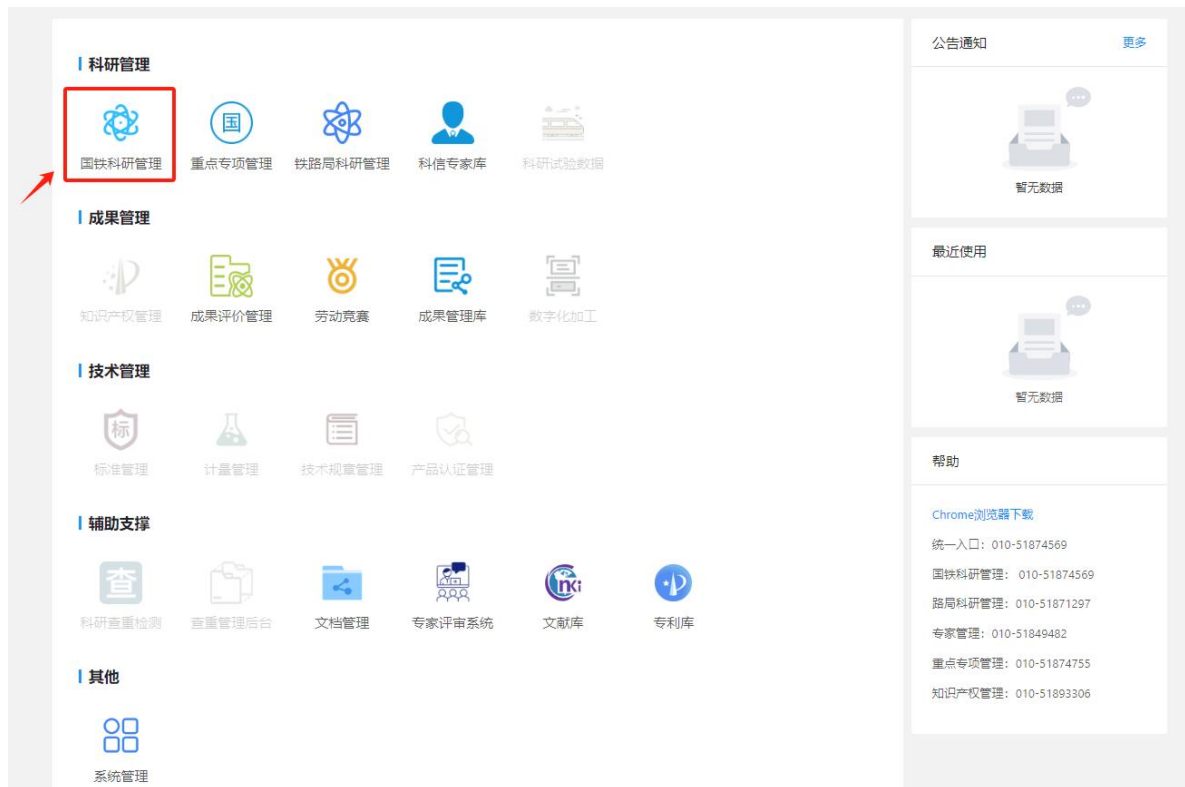 科研管理
国
国铁科研管理
重点专项管理
铁路局科研管理
科信专家库
科研试验数据
成果管理
知识产权管理
成果评价管理
劳动竞赛
成果管理库
数字化加工
技术管理
标
标准管理
计量管理
技术规章管理
产品认证管理
辅助支撑
查
cnki
科研查重检测
查重管理后台
文档管理
专家评审系统
文献库
专利库
其他
系统管理
公告通知
更多
暂无数据
最近使用
暂无数据
帮助
Chrome浏览器下载
统一入口：010-51874569
国铁科研管理： 010-51874569
路局科研管理：010-51871297
专家管理：010-51849482
重点专项管理：010-51874755
知识产权管理：010-51893306